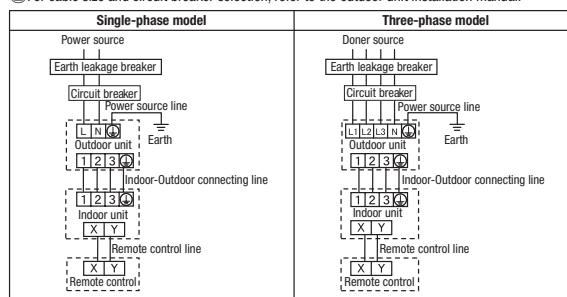 For cable size and circuit breaker selection, refer to the outdoor unit installation manual.
Single-phase model
Power source
Earth leakage breaker
Circuit breaker
Power source line
L N
Earth
Outdoor unit
1 2 3
Indoor-Outdoor connecting line
1 2 3
Indoor unit
X Y
Remote control line
X Y
Remote control
Three-phase model
Doner source
Earth leakage breaker
Circuit breaker
Power source line
L1 L2 L3 N
Earth
Outdoor unit
1 2 3
Indoor-Outdoor connecting line
1 2 3
Indoor unit
X Y
Remote control line
X Y
Remote control